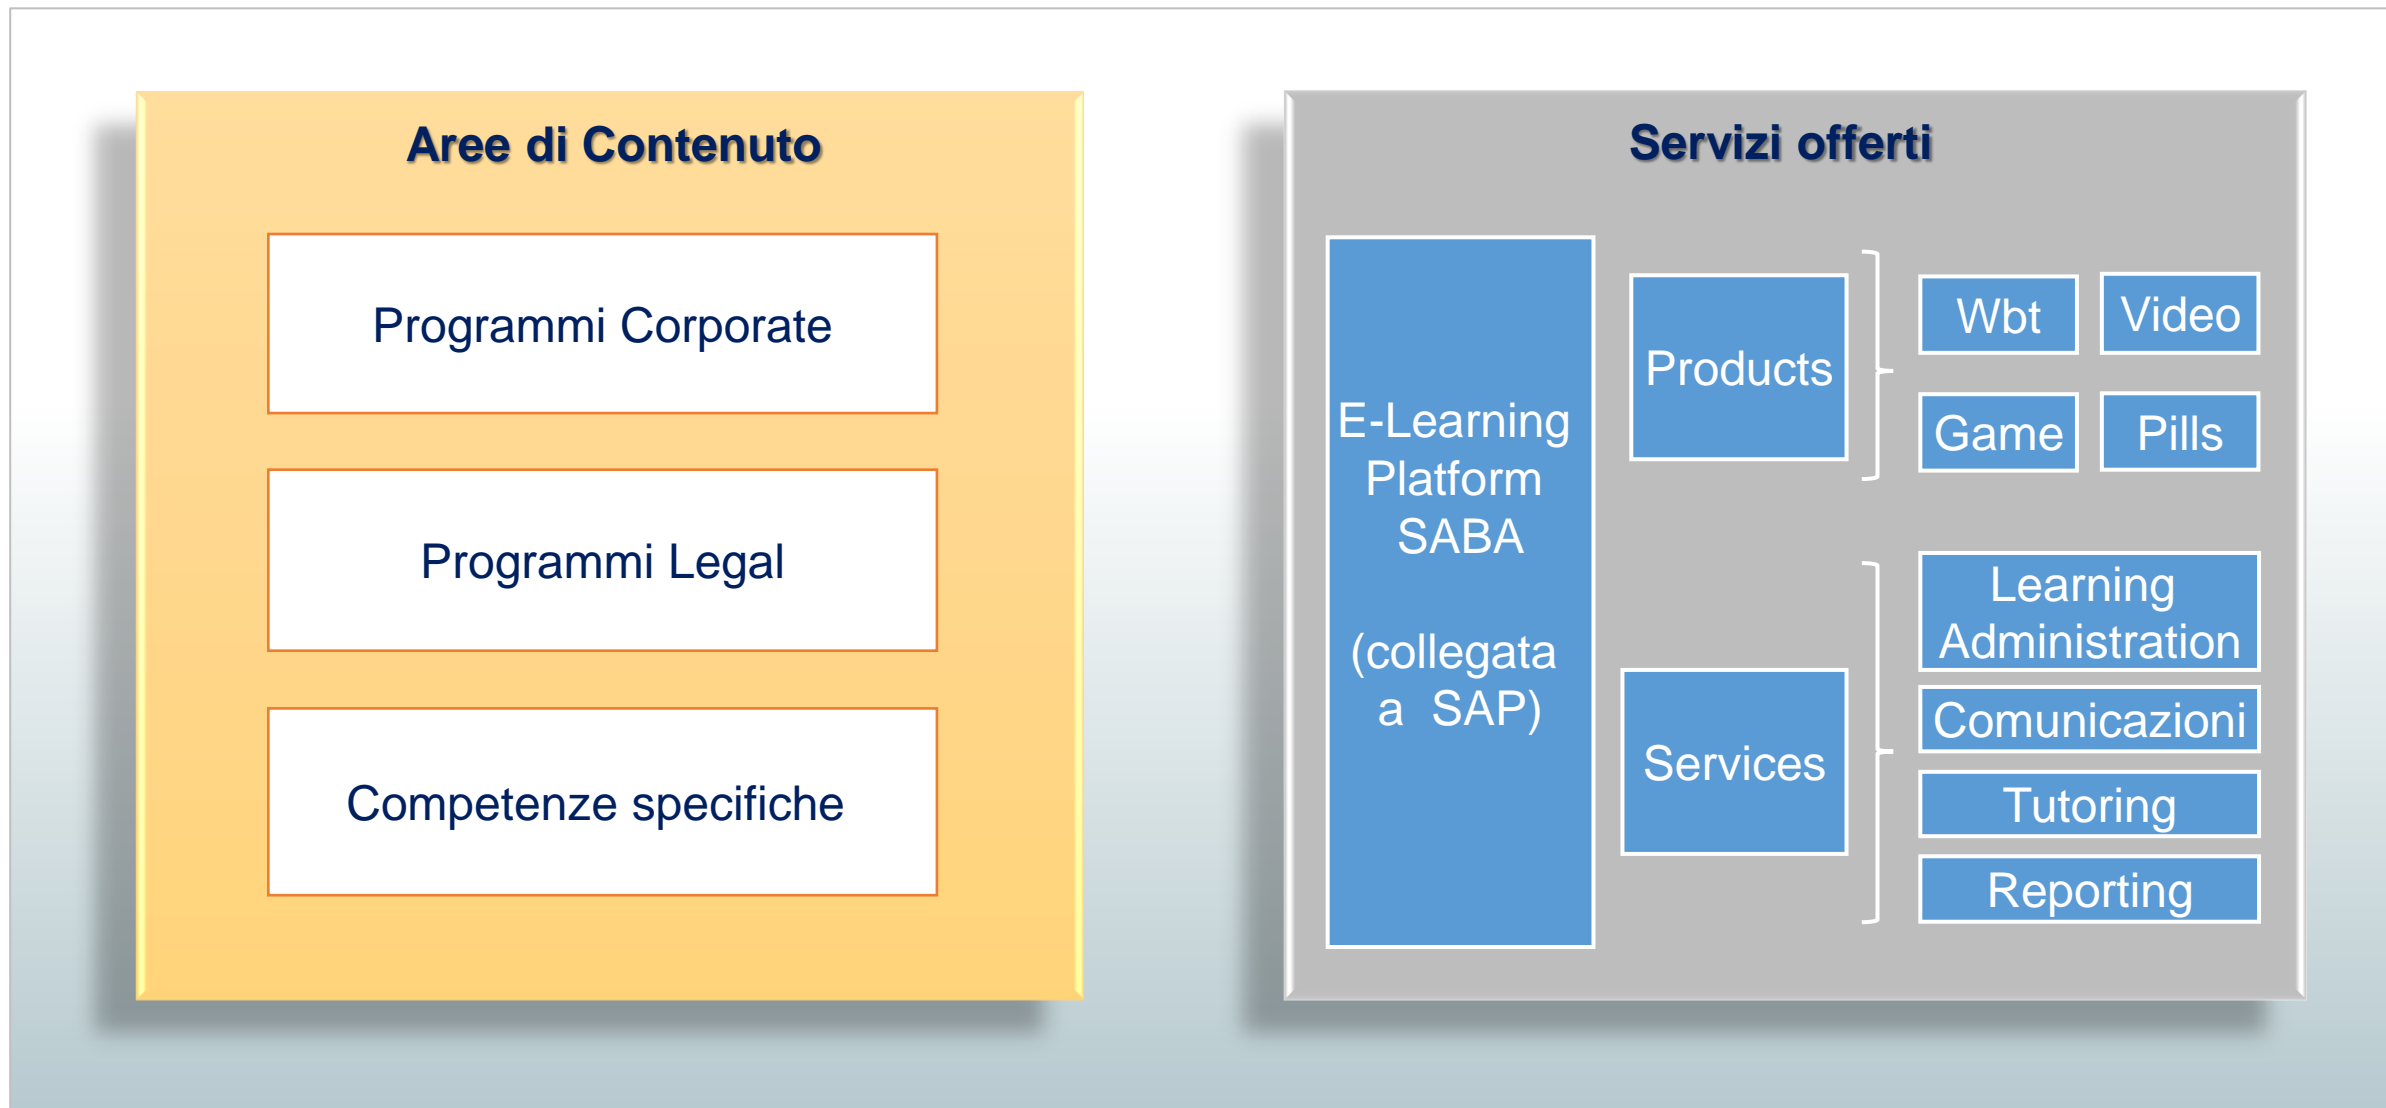 Aree di Contenuto
Programmi Corporate
Programmi Legal
Competenze specifiche
Servizi offerti
E-Learning
Platform
SABA
(collegata
a  SAP)
Products
Wbt
Video
Game
Pills
Services
Learning
Administration
Comunicazioni
Tutoring
Reporting